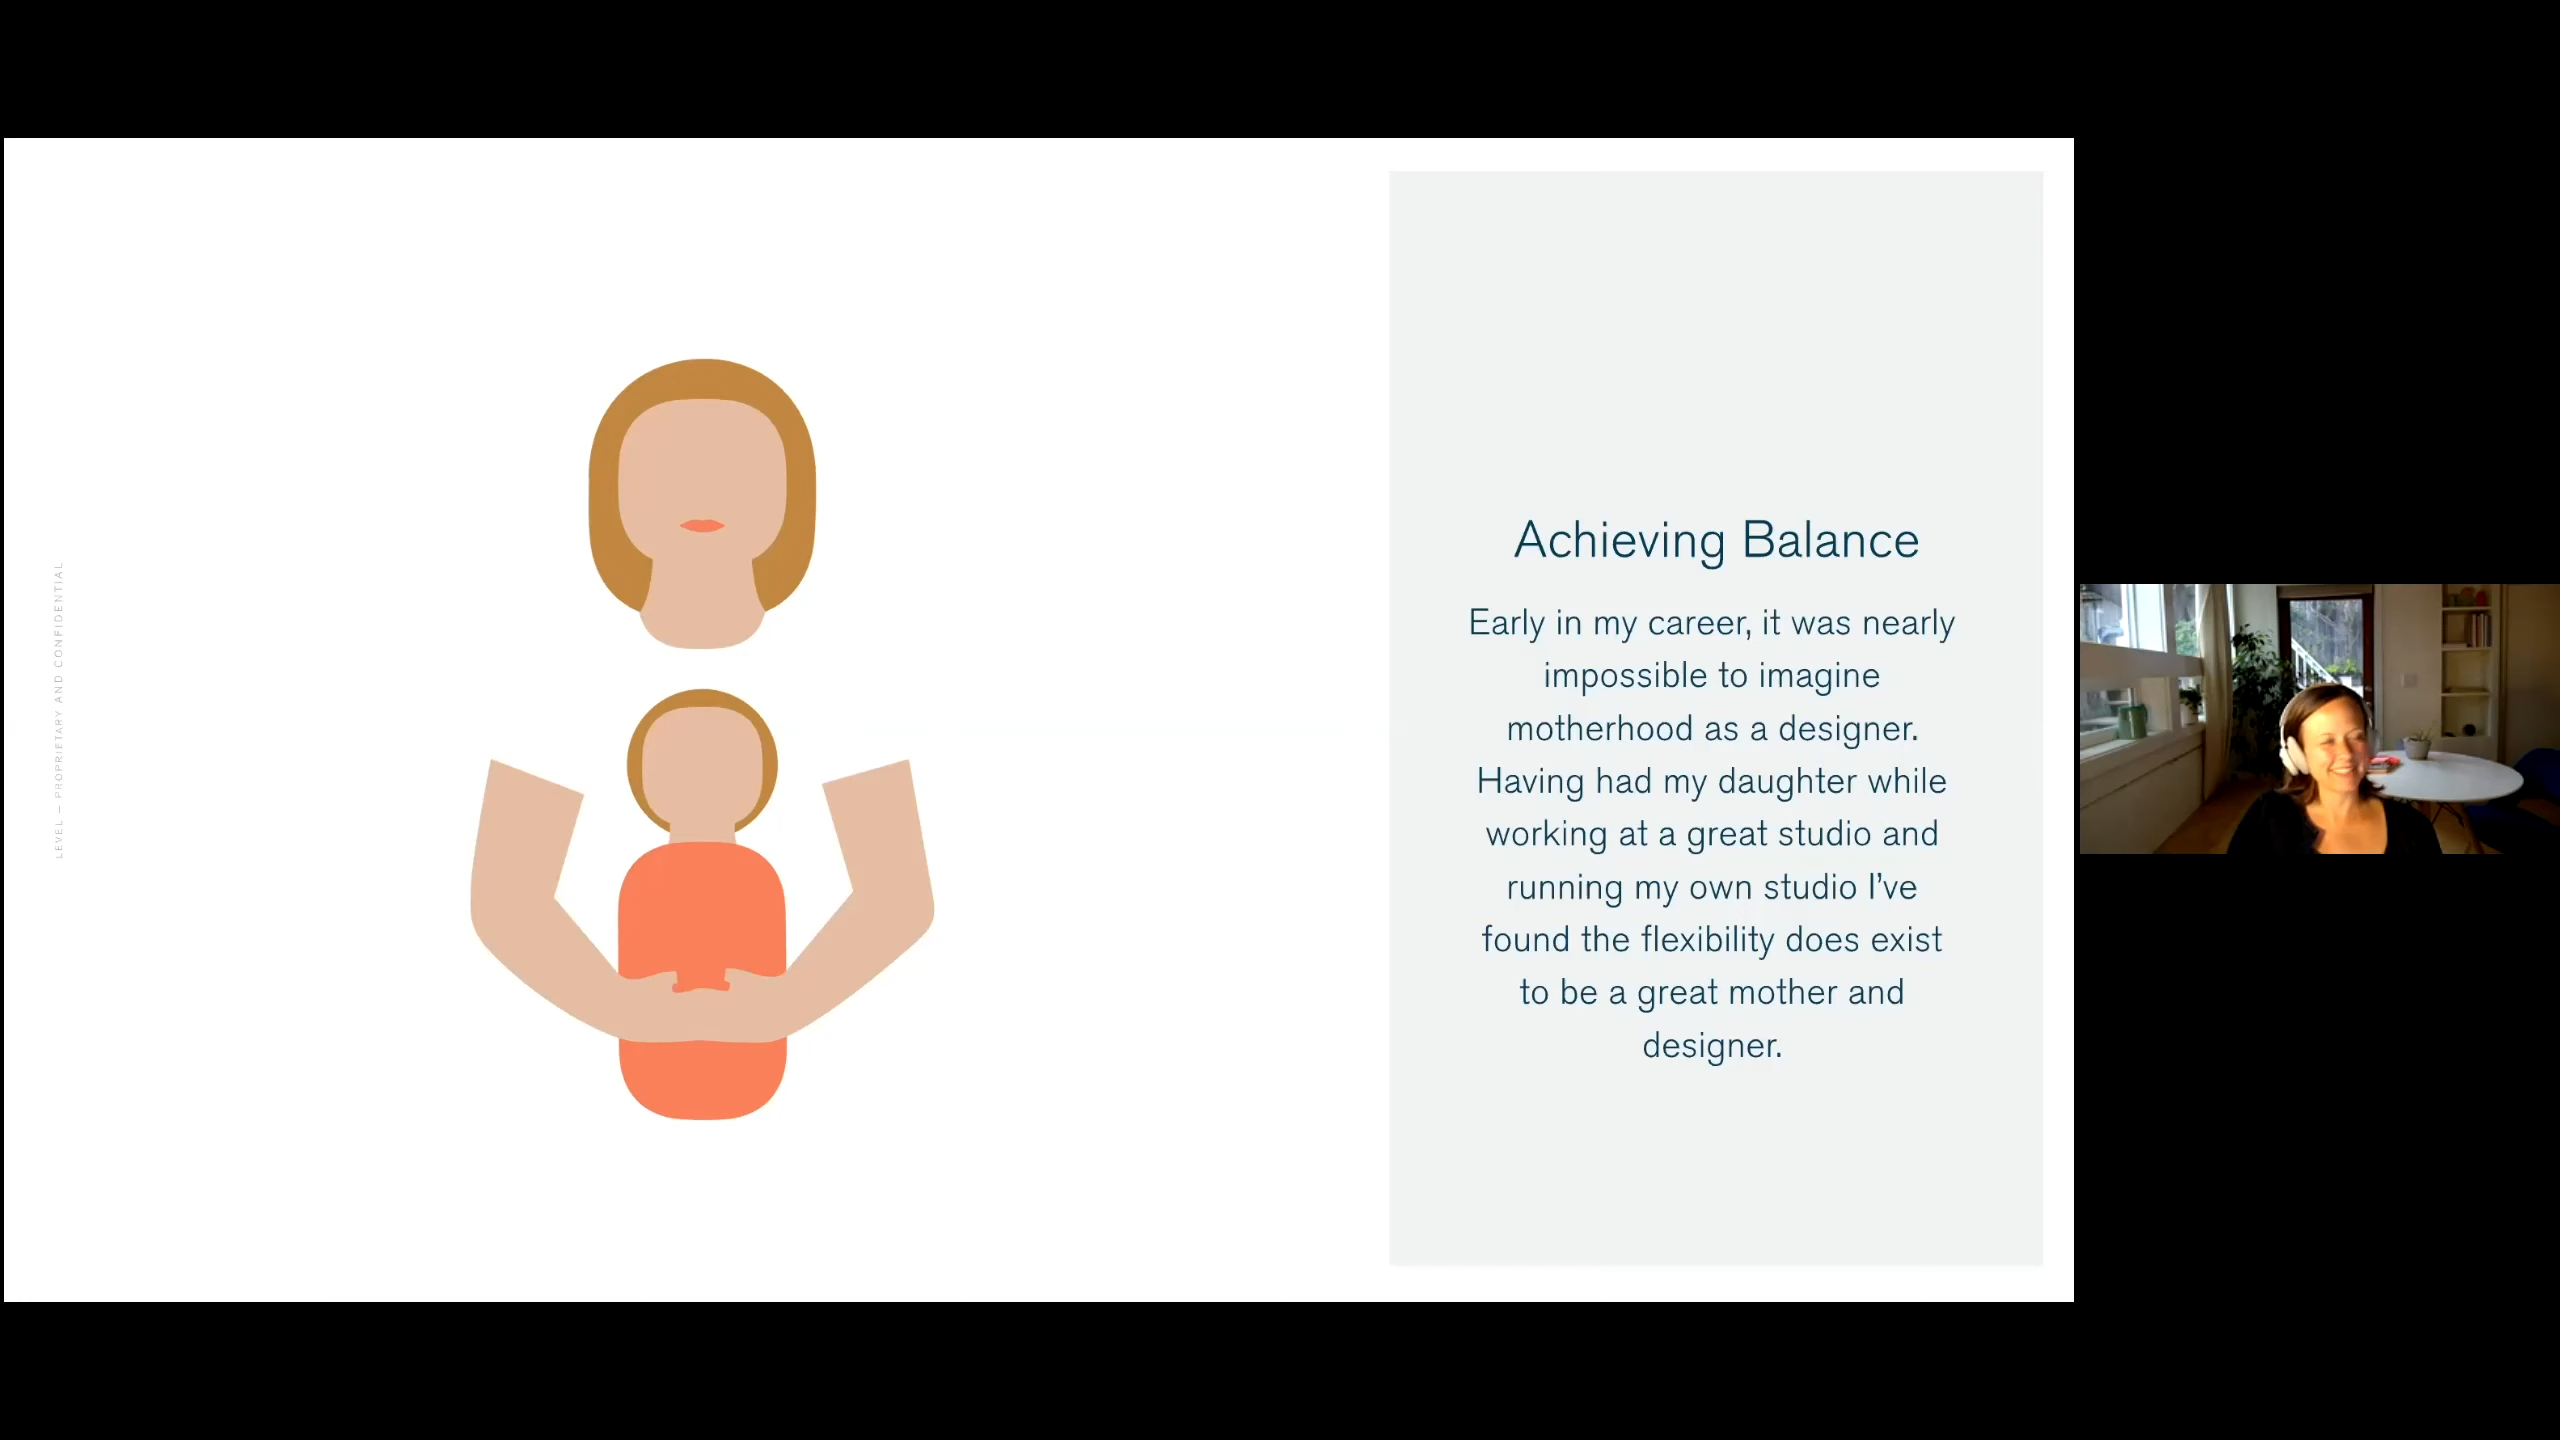 LEVEL — PROPRIETARY AND CONFIDENTIAL
Achieving Balance
Early in my career, it was nearly
impossible to imagine
motherhood as a designer.
Having had my daughter while
working at a great studio and
running my own studio I’ve
found the flexibility does exist
to be a great mother and
designer.